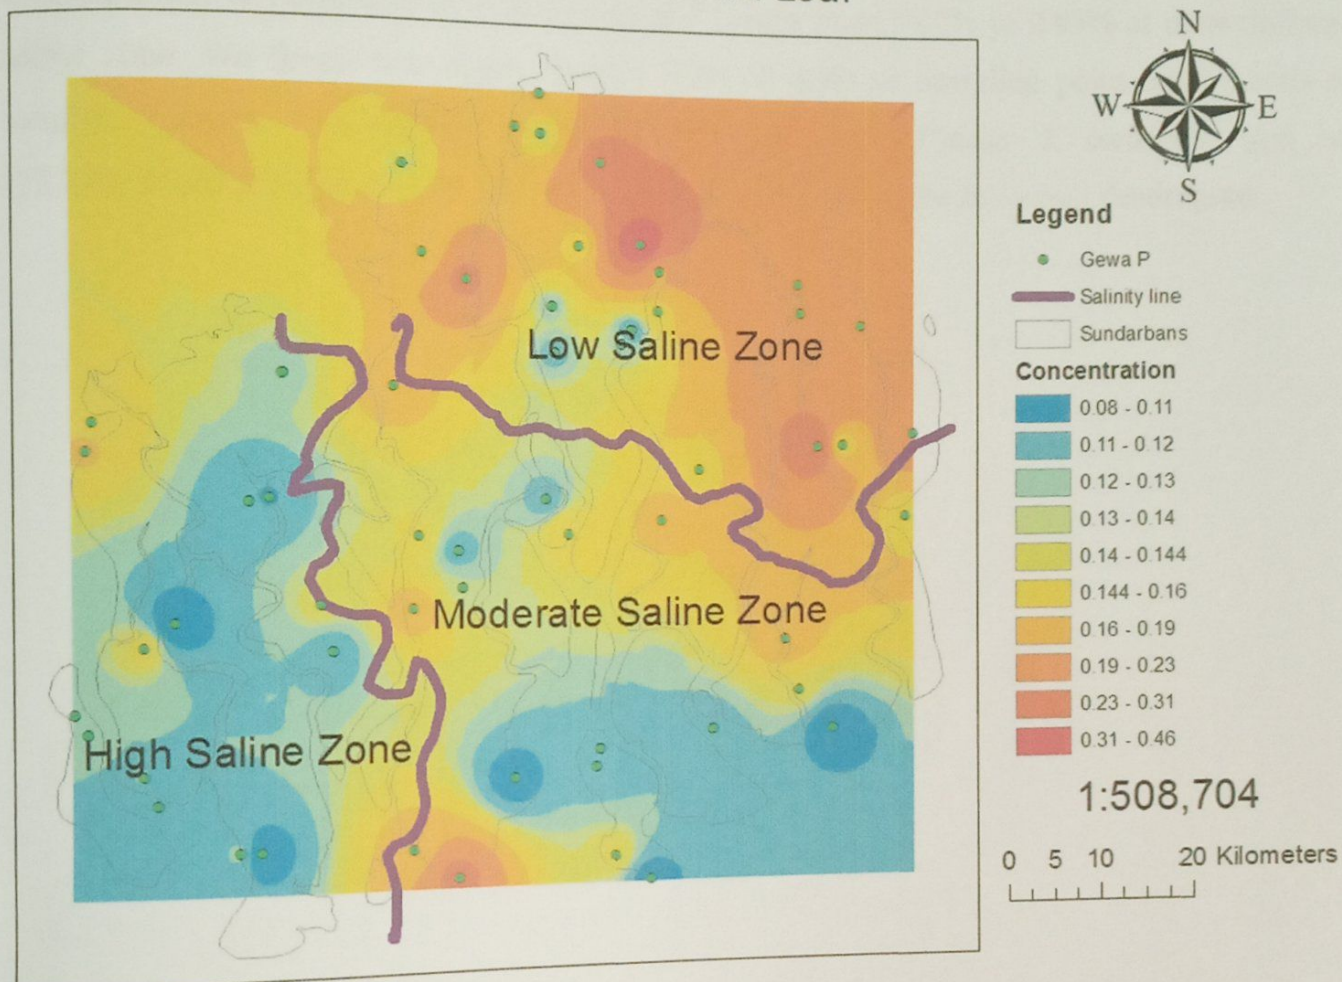 N
W E
S
Legend
Gewa P
Salinity line
Sundarbans
Concentration
0.08 - 0.11
0.11 - 0.12
0.12 - 0.13
0.13 - 0.14
0.14 - 0.144
0.144 - 0.16
0.16 - 0.19
0.19 - 0.23
0.23 - 0.31
0.31 - 0.46
1:508,704
0 5 10 20 Kilometers
Low Saline Zone
Moderate Saline Zone
High Saline Zone